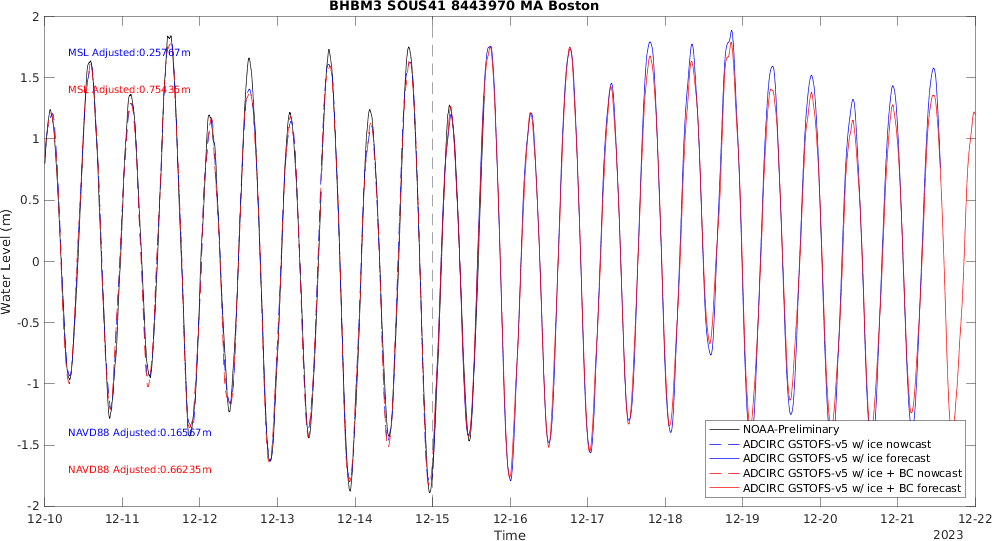 BHBM3 SOUS41 8443970 MA Boston
2
1.5
1
0.5
0
-0.5
-1
-1.5
-2
Water Level (m)
MSL Adjusted:0.25767m
MSL Adjusted:0.75435m
NAVD88 Adjusted:0.16567m
NAVD88 Adjusted:0.66235m
NOAA-Preliminary
ADCIRC GSTOFS-v5 w/ ice nowcast
ADCIRC GSTOFS-v5 w/ ice forecast
ADCIRC GSTOFS-v5 w/ ice + BC nowcast
ADCIRC GSTOFS-v5 w/ ice + BC forecast
12-10 12-11 12-12 12-13 12-14 12-15 12-16 12-17 12-18 12-19 12-20 12-21 12-22
Time
2023